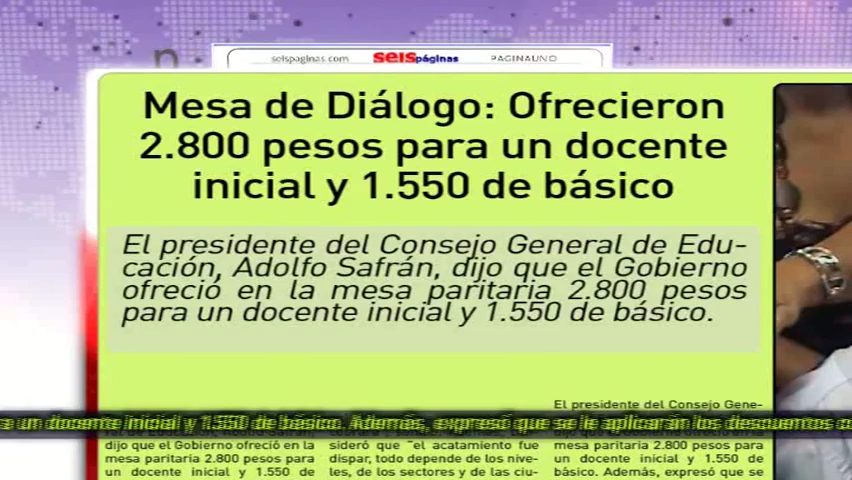 seispaginas.com
seispáginas
PAGINAUNO
Mesa de Diálogo: Ofrecieron
2.800 pesos para un docente
inicial y 1.550 de básico
El presidente del Consejo General de Edu-
cación, Adolfo Safrán, dijo que el Gobierno
ofreció en la mesa paritaria 2.800 pesos
para un docente inicial y 1.550 de básico.
un docente inicial y 1.550 de básico. Además, expresó que se le aplicarán los descuentos
dijo que el Gobierno ofreció en la
mesa paritaria 2.800 pesos para
un docente inicial y 1.550 de
sideró que "el acatamiento fue
dispar, todo depende de los nive-
les, de los sectores y de las ciu-
El presidente del Consejo Gene-
mesa paritaria 2.800 pesos para
un docente inicial y 1.550 de
básico. Además, expresó que se